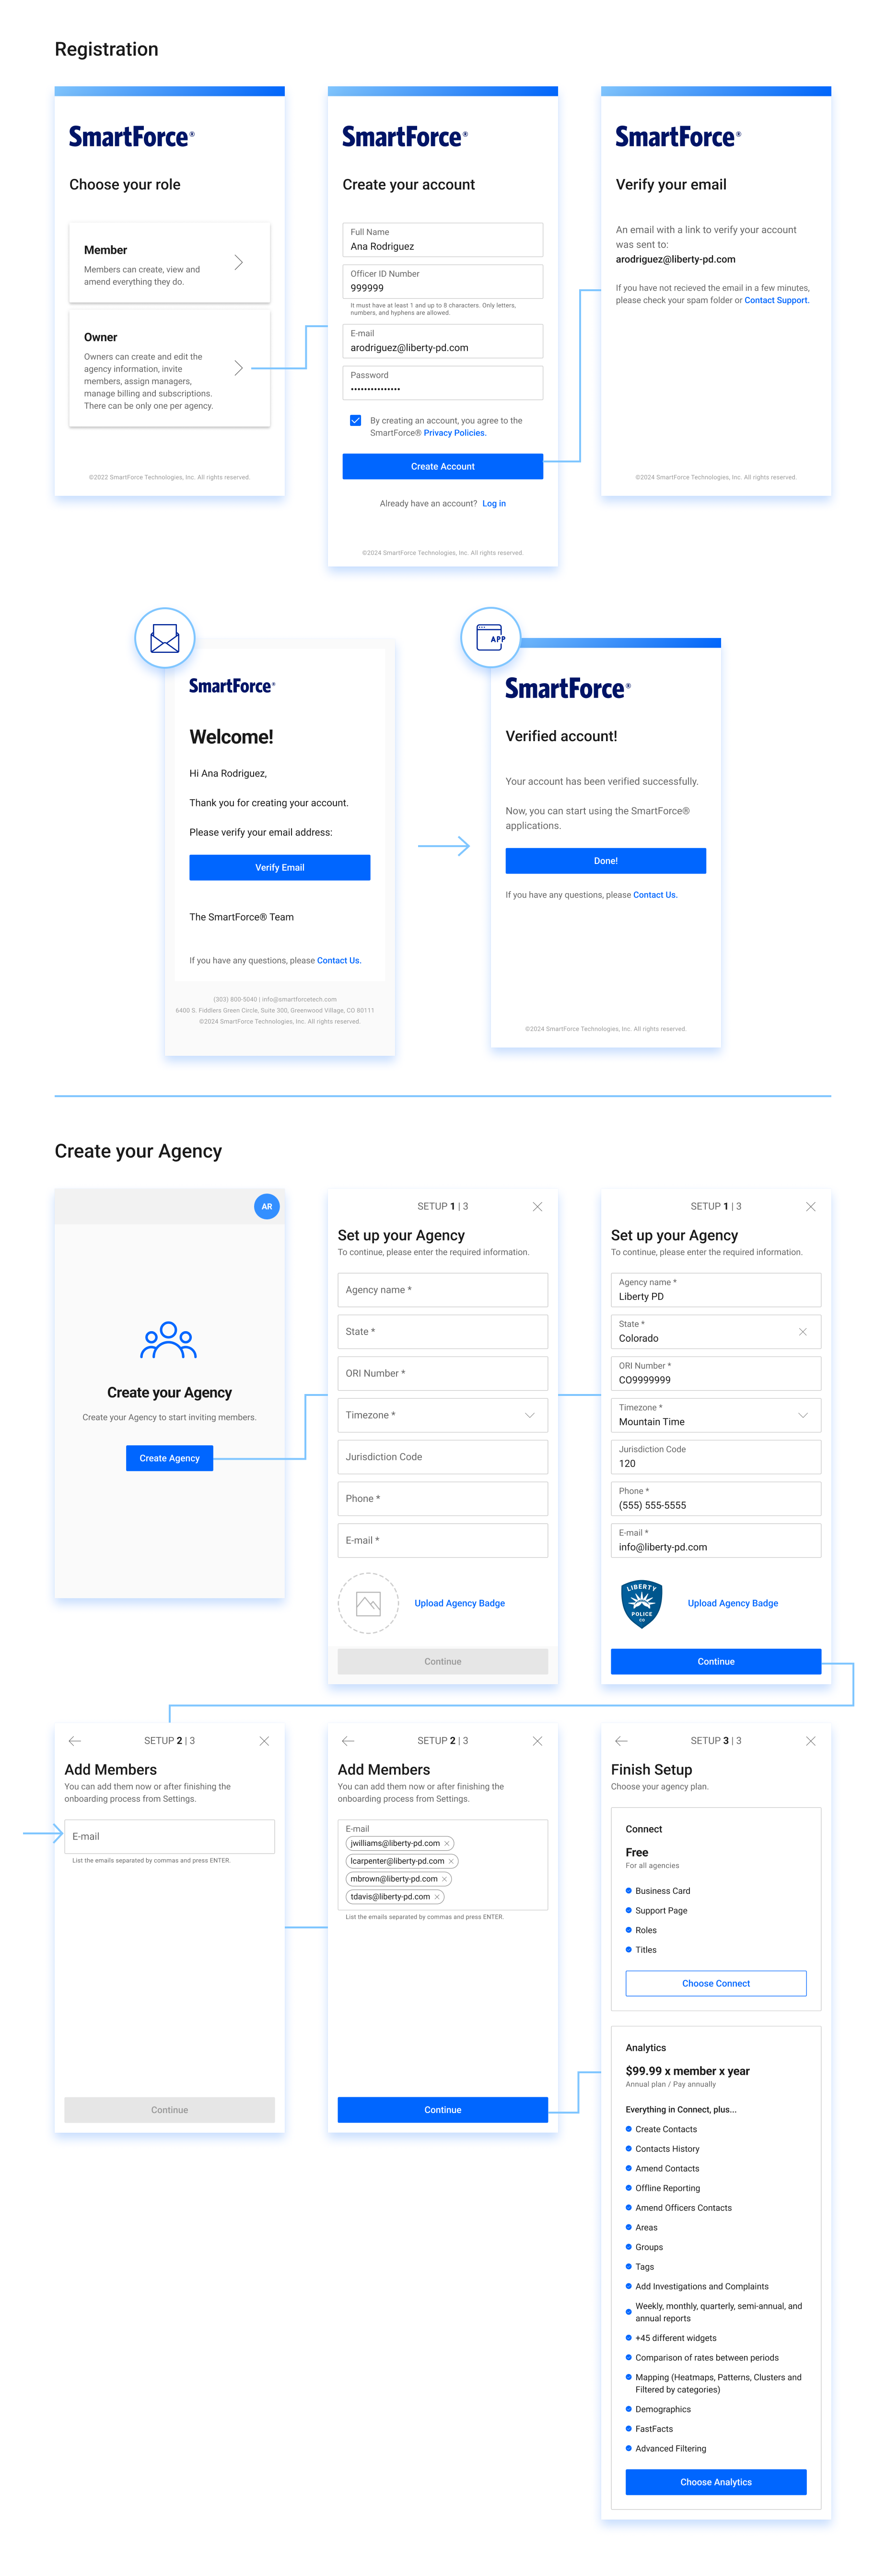 Registration
SmartForce®
Choose your role
Member
Members can create, view and
amend everything they do.
Owner
Owners can create and edit the
agency information, invite
members, assign managers,
manage billing and subscriptions.
There can be only one per agency.
©2022 SmartForce Technologies, Inc. All rights reserved.
SmartForce®
Create your account
Full Name
Ana Rodriguez
Officer ID Number
999999
It must have at least 1 and up to 8 characters. Only letters,
numbers, and hyphens are allowed.
E-mail
arodriguez@liberty-pd.com
Password
•••••••••••••••
By creating an account, you agree to the
SmartForce® Privacy Policies.
Create Account
Already have an account? Log in
©2024 SmartForce Technologies, Inc. All rights reserved.
SmartForce®
Verify your email
An email with a link to verify your account
was sent to:
arodriguez@liberty-pd.com
If you have not recieved the email in a few minutes,
please check your spam folder or Contact Support.
©2024 SmartForce Technologies, Inc. All rights reserved.
SmartForce®
Welcome!
Hi Ana Rodriguez,
Thank you for creating your account.
Please verify your email address:
Verify Email
The SmartForce® Team
If you have any questions, please Contact Us.
(303) 800-5040 | info@smartforcetech.com
6400 S. Fiddlers Green Circle, Suite 300, Greenwood Village, CO 80111
©2024 SmartForce Technologies, Inc. All rights reserved.
APP
SmartForce®
Verified account!
Your account has been verified successfully.
Now, you can start using the SmartForce®
applications.
Done!
If you have any questions, please Contact Us.
©2024 SmartForce Technologies, Inc. All rights reserved.
Create your Agency
AR
Create your Agency
Create your Agency to start inviting members.
Create Agency
SETUP 1 | 3
Set up your Agency
To continue, please enter the required information.
Agency name *
State *
ORI Number *
Timezone *
Jurisdiction Code
Phone *
E-mail *
Upload Agency Badge
Continue
SETUP 1 | 3
Set up your Agency
To continue, please enter the required information.
Agency name *
Liberty PD
State *
Colorado
ORI Number *
CO9999999
Timezone *
Mountain Time
Jurisdiction Code
120
Phone *
(555) 555-5555
E-mail *
info@liberty-pd.com
LIBERTY
POLICE
CO
Upload Agency Badge
Continue
SETUP 2 | 3
Add Members
You can add them now or after finishing the
onboarding process from Settings.
E-mail
List the emails separated by commas and press ENTER.
Continue
SETUP 2 | 3
Add Members
You can add them now or after finishing the
onboarding process from Settings.
E-mail
jwilliams@liberty-pd.com
lcarpenter@liberty-pd.com
mbrown@liberty-pd.com
tdavis@liberty-pd.com
List the emails separated by commas and press ENTER.
Continue
SETUP 3 | 3
Finish Setup
Choose your agency plan.
Connect
Free
For all agencies
Business Card
Support Page
Roles
Titles
Choose Connect
Analytics
$99.99 x member x year
Annual plan / Pay annually
Everything in Connect, plus...
Create Contacts
Contacts History
Amend Contacts
Offline Reporting
Amend Officers Contacts
Areas
Groups
Tags
Add Investigations and Complaints
Weekly, monthly, quarterly, semi-annual, and
annual reports
+45 different widgets
Comparison of rates between periods
Mapping (Heatmaps, Patterns, Clusters and
Filtered by categories)
Demographics
FastFacts
Advanced Filtering
Choose Analytics